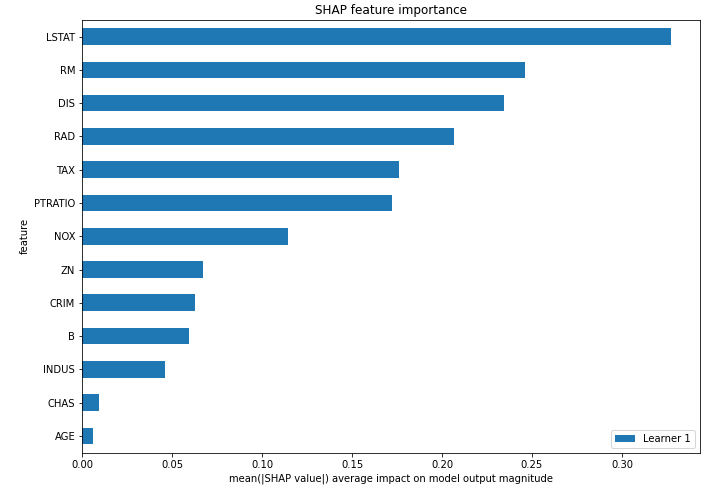 SHAP feature importance
LSTAT
RM
DIS
RAD
TAX
PTRATIO
NOX
ZN
CRIM
B
INDUS
CHAS
AGE
feature
Learner 1
0.00 0.05 0.10 0.15 0.20 0.25 0.30
mean(|SHAP value|) average impact on model output magnitude